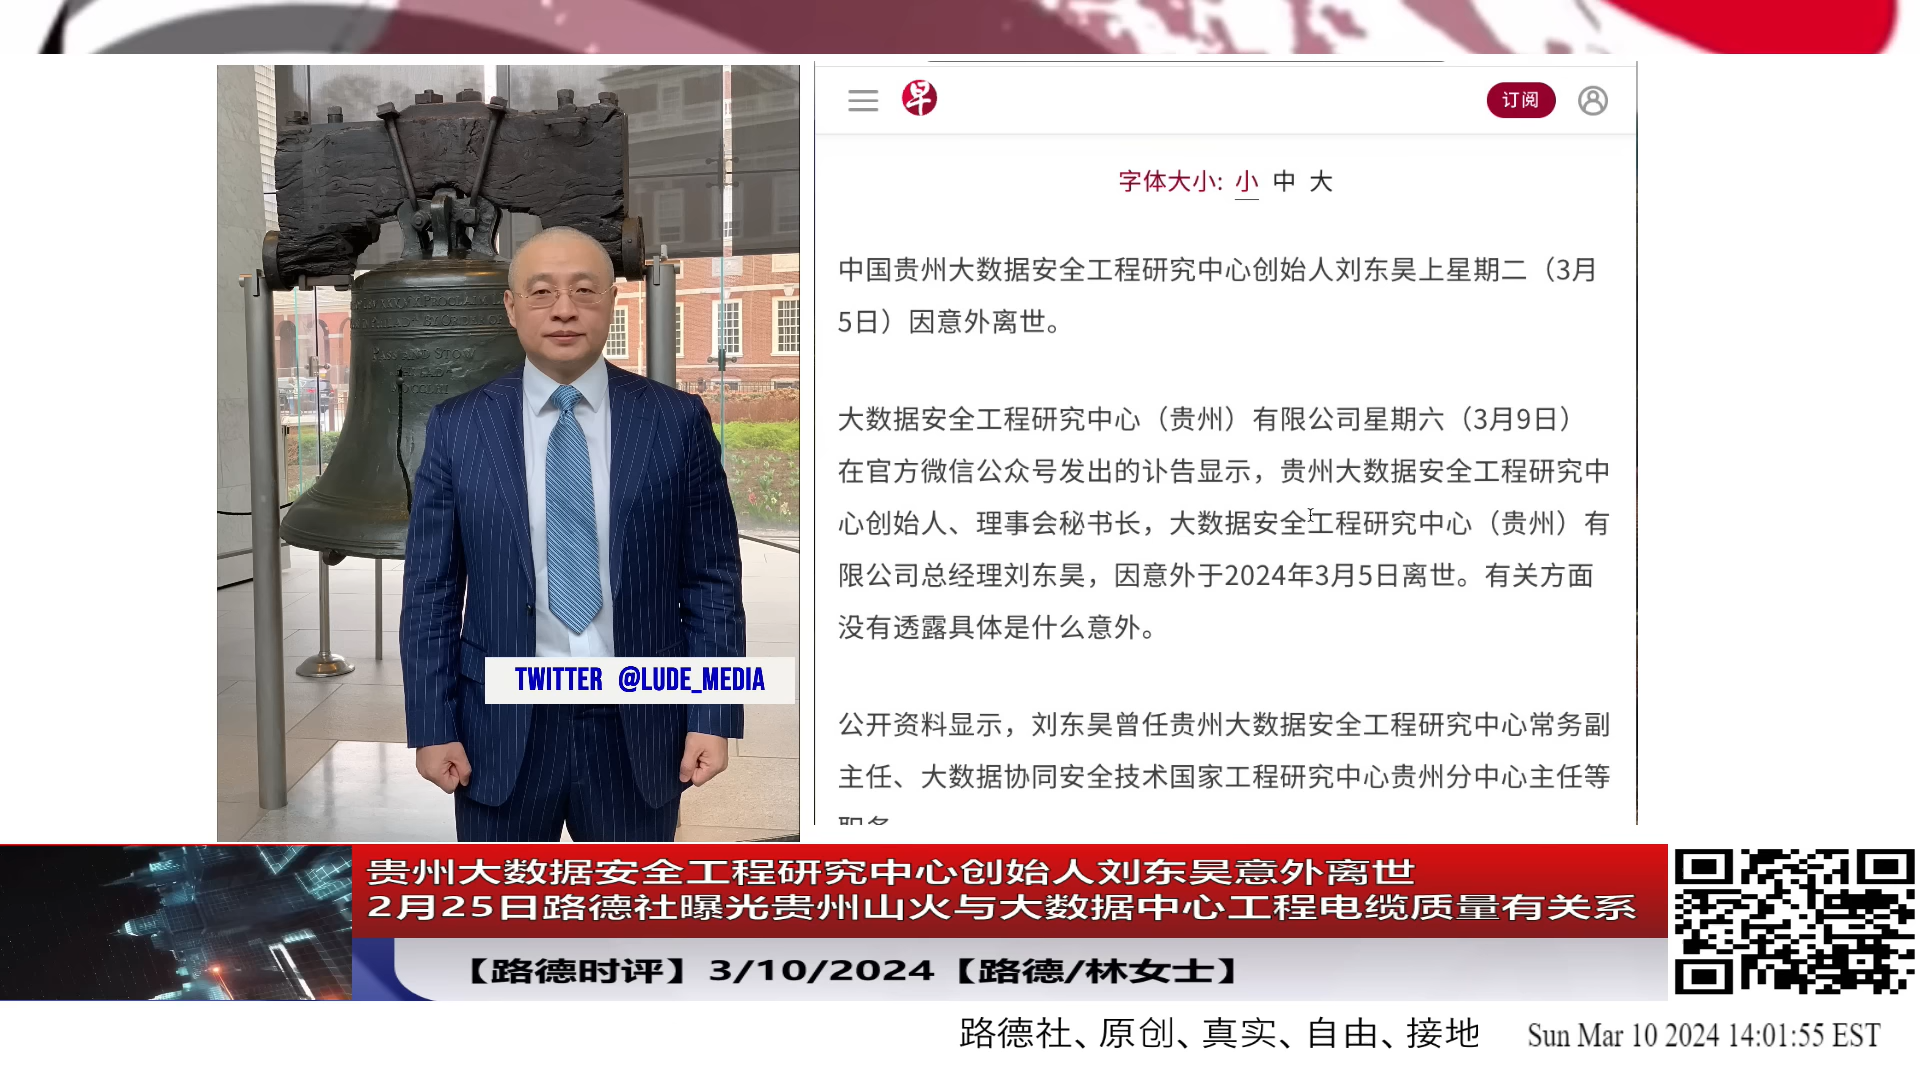 早
订阅
字体大小: 小 中 大
中国贵州大数据安全工程研究中心创始人刘东昊上星期二（3月
5日）因意外离世。
大数据安全工程研究中心（贵州）有限公司星期六（3月9日）
在官方微信公众号发出的讣告显示，贵州大数据安全工程研究中
心创始人、理事会秘书长，大数据安全工程研究中心（贵州）有
限公司总经理刘东昊，因意外于2024年3月5日离世。有关方面
没有透露具体是什么意外。
公开资料显示，刘东昊曾任贵州大数据安全工程研究中心常务副
主任、大数据协同安全技术国家工程研究中心贵州分中心主任等
PASS AND STOW
TWITTER @LUDE_MEDIA
贵州大数据安全工程研究中心创始人刘东昊意外离世
2月25日路德社曝光贵州山火与大数据中心工程电缆质量有关系
【路德时评】3/10/2024【路德/林女士】
路德社、原创、真实、自由、接地
Sun Mar 10 2024 14:01:55 EST